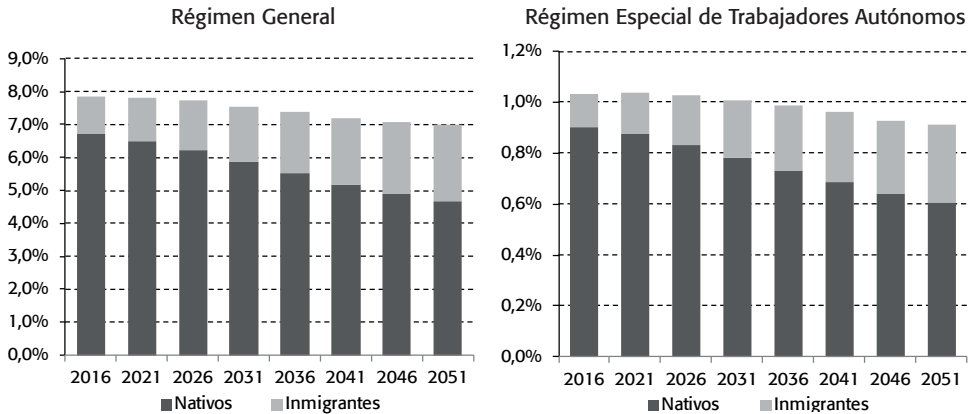 Régimen General
9,0%
8,0%
7,0%
6,0%
5,0%
4,0%
3,0%
2,0%
1,0%
0,0%
2016 2021 2026 2031 2036 2041 2046 2051
Nativos Inmigrantes
Régimen Especial de Trabajadores Autónomos
1,2%
1,0%
0,8%
0,6%
0,4%
0,2%
0,0%
2016 2021 2026 2031 2036 2041 2046 2051
Nativos Inmigrantes